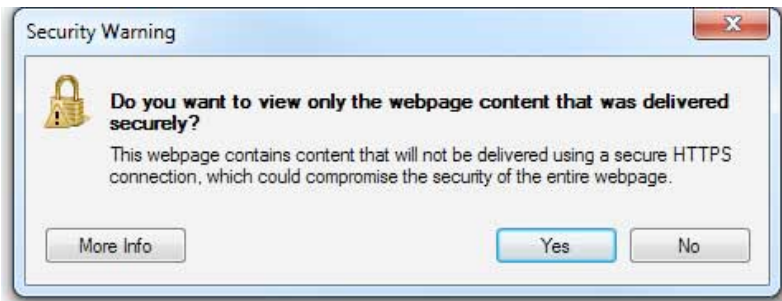 Security Warning
Do you want to view only the webpage content that was delivered
securely?
This webpage contains content that will not be delivered using a secure HTTPS
connection, which could compromise the security of the entire webpage.
More Info
Yes
No